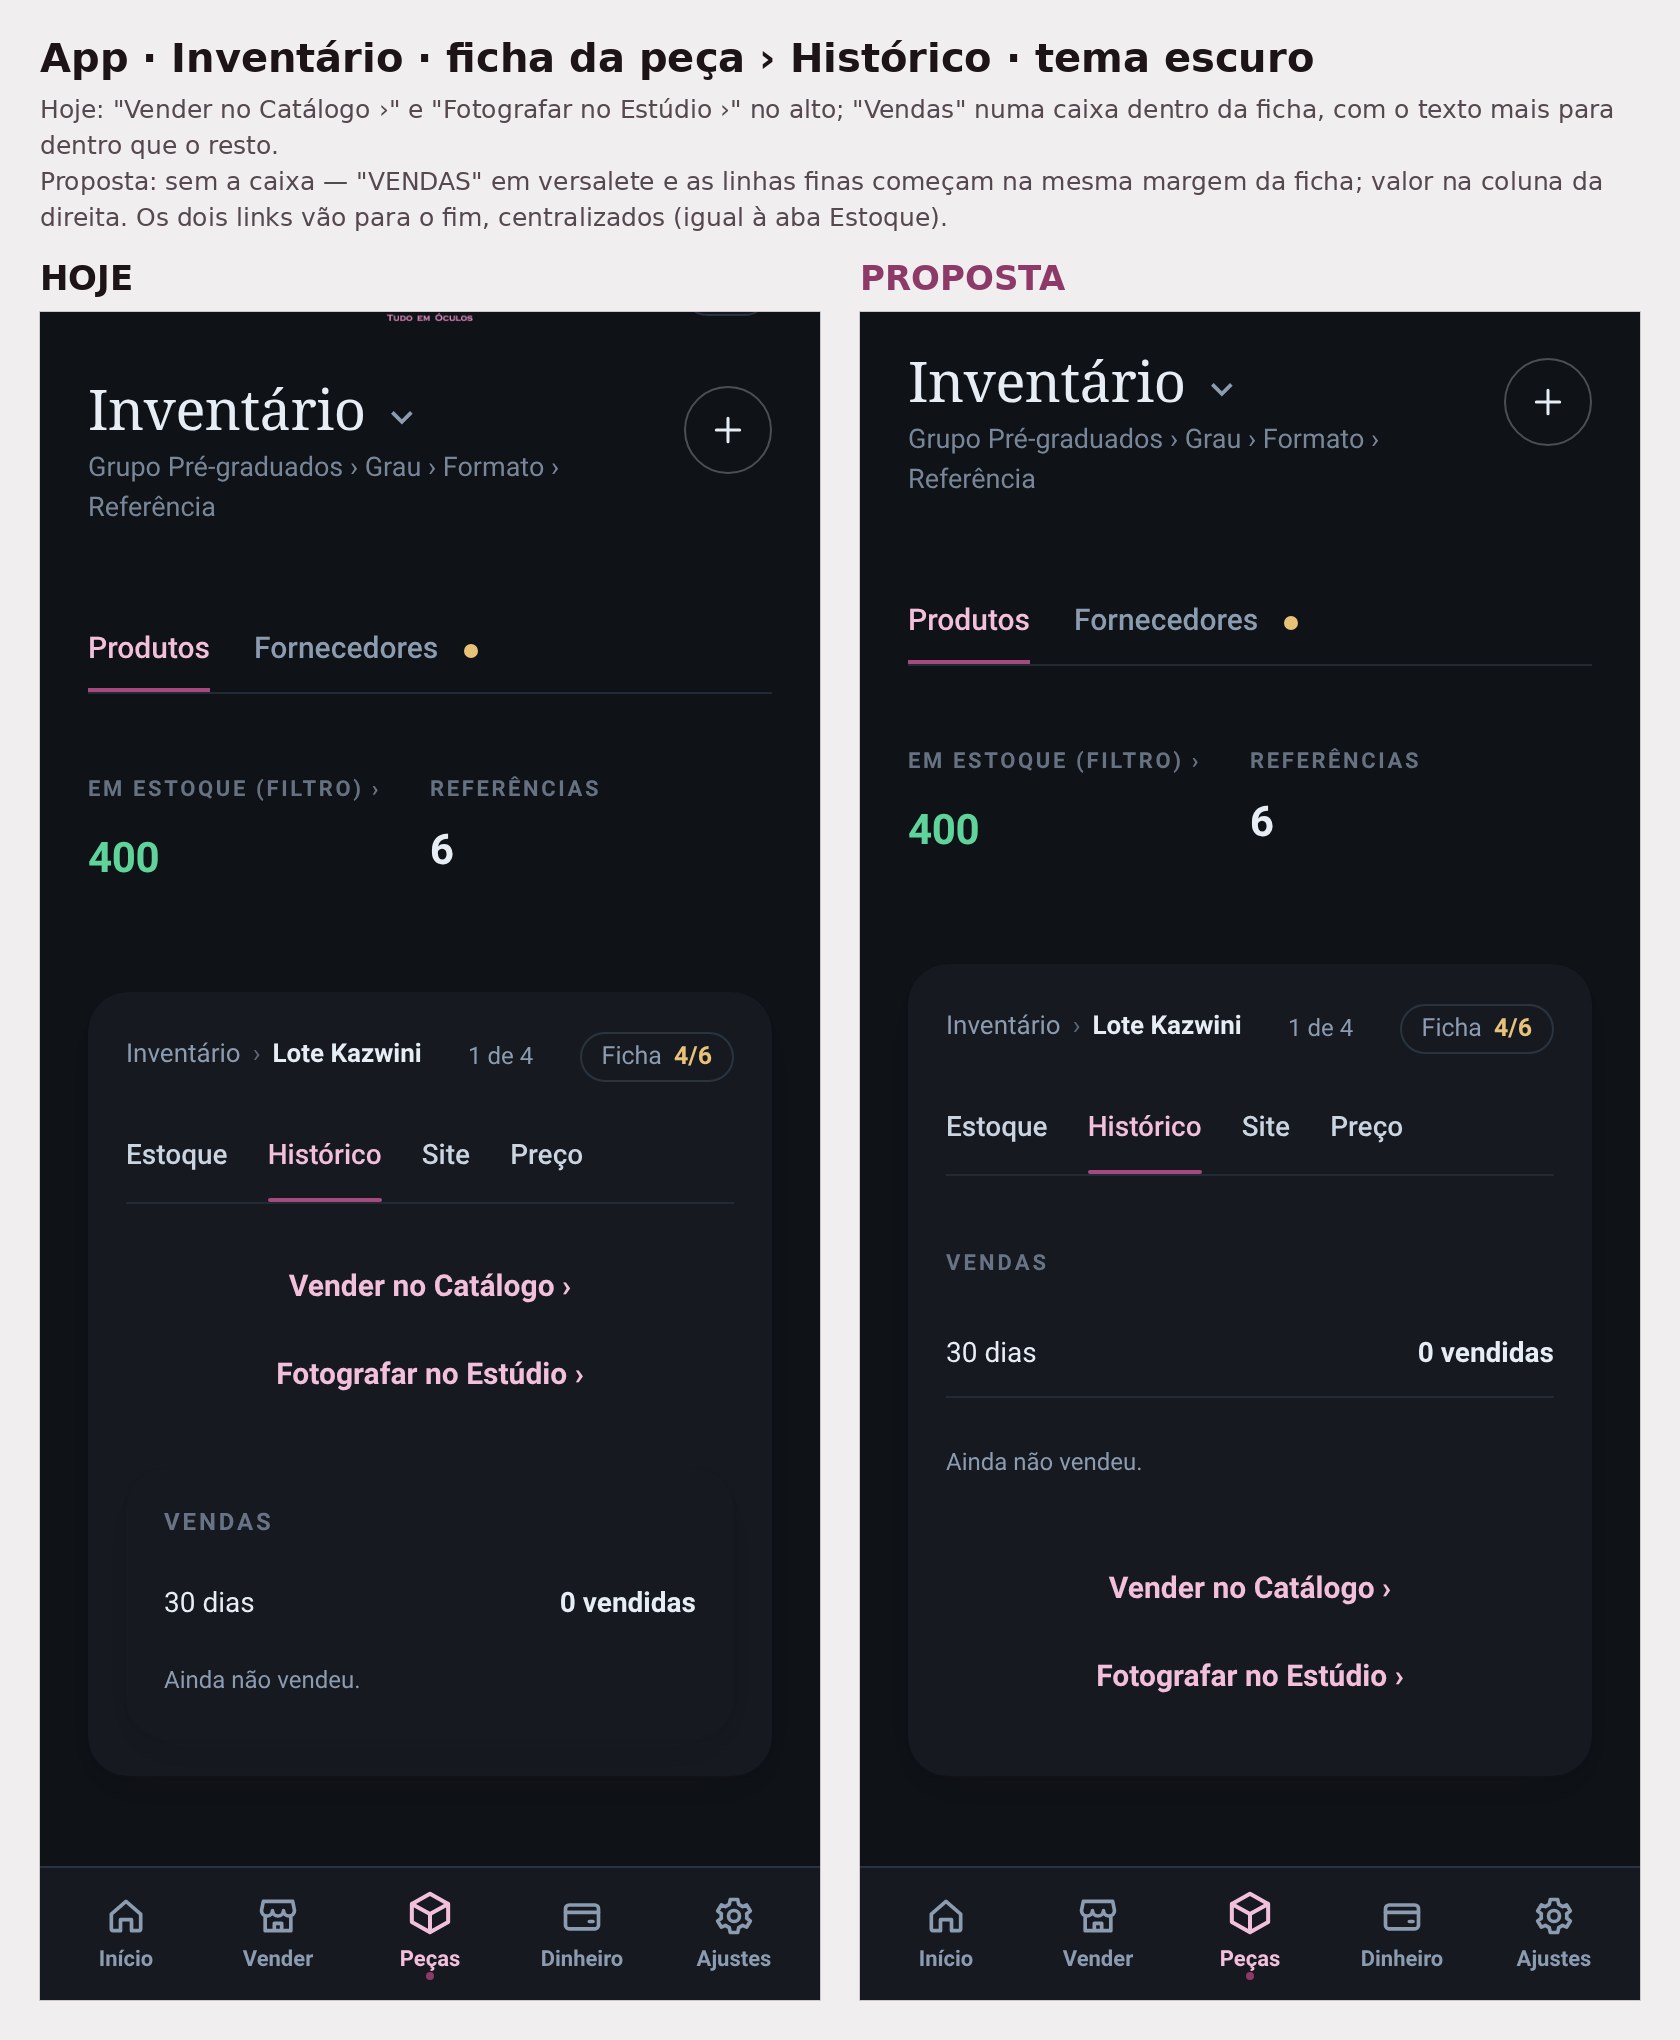 App · Inventário · ficha da peça › Histórico · tema escuro
Hoje: "Vender no Catálogo ›" e "Fotografar no Estúdio ›" no alto; "Vendas" numa caixa dentro da ficha, com o texto mais para
dentro que o resto.
Proposta: sem a caixa — "VENDAS" em versalete e as linhas finas começam na mesma margem da ficha; valor na coluna da
direita. Os dois links vão para o fim, centralizados (igual à aba Estoque).
HOJE
TUDO EM ÓCULOS
Inventário
Grupo Pré-graduados › Grau › Formato ›
Referência
Produtos Fornecedores
EM ESTOQUE (FILTRO) › REFERÊNCIAS
400 6
Inventário › Lote Kazwini 1 de 4 Ficha 4/6
Estoque Histórico Site Preço
Vender no Catálogo ›
Fotografar no Estúdio ›
VENDAS
30 dias 0 vendidas
Ainda não vendeu.
Início Vender Peças Dinheiro Ajustes
PROPOSTA
Inventário
Grupo Pré-graduados › Grau › Formato ›
Referência
Produtos Fornecedores
EM ESTOQUE (FILTRO) › REFERÊNCIAS
400 6
Inventário › Lote Kazwini 1 de 4 Ficha 4/6
Estoque Histórico Site Preço
VENDAS
30 dias 0 vendidas
Ainda não vendeu.
Vender no Catálogo ›
Fotografar no Estúdio ›
Início Vender Peças Dinheiro Ajustes